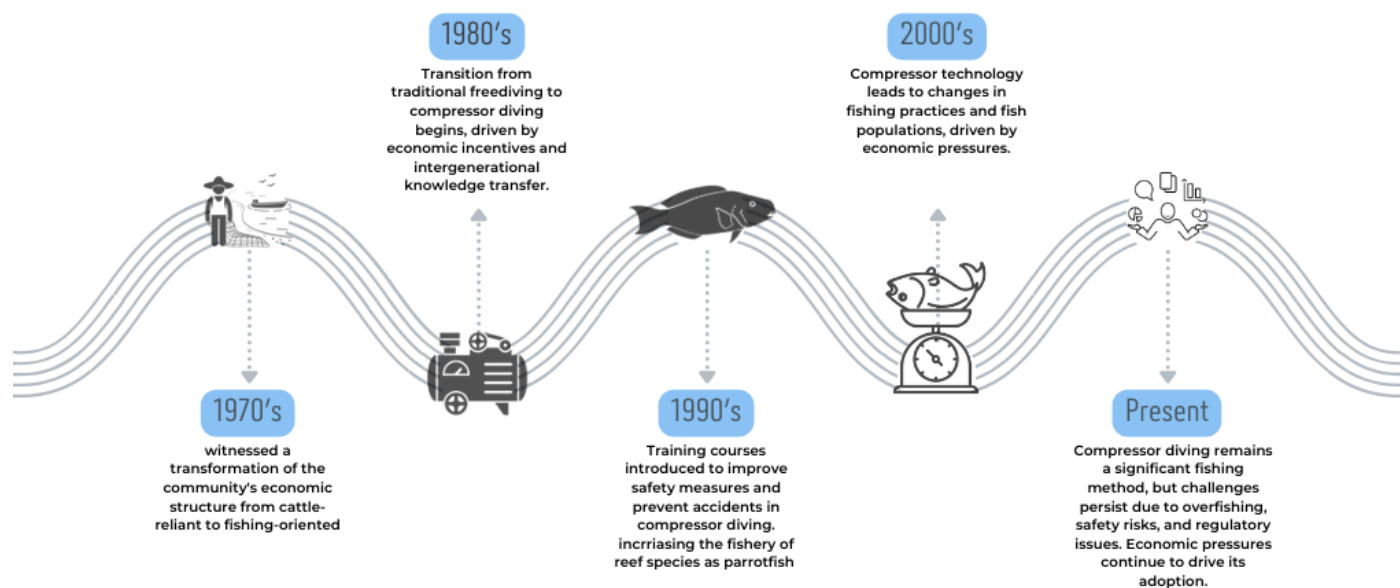 1970's
witnessed a
transformation of the
community's economic
structure from cattle-
reliant to fishing-oriented
1980's
Transition from
traditional freediving to
compressor diving
begins, driven by
economic incentives and
intergenerational
knowledge transfer.
1990's
Training courses
introduced to improve
safety measures and
prevent accidents in
compressor diving.
incrriasing the fishery of
reef species as parrotfish
2000's
Compressor technology
leads to changes in
fishing practices and fish
populations, driven by
economic pressures.
Present
Compressor diving remains
a significant fishing
method, but challenges
persist due to overfishing,
safety risks, and regulatory
issues. Economic pressures
continue to drive its
adoption.